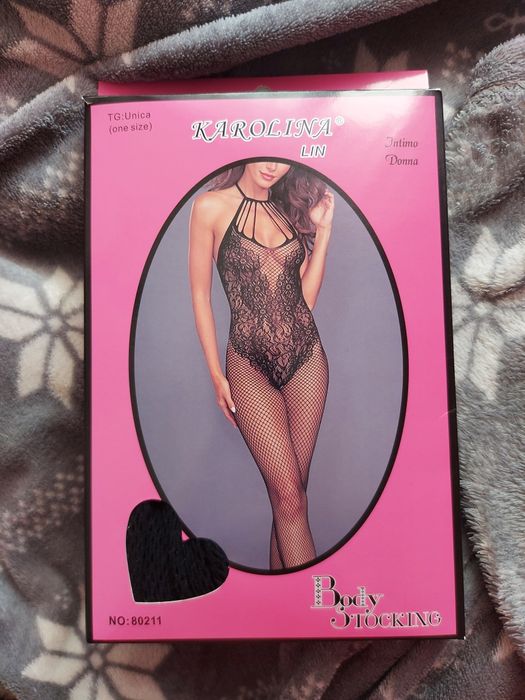 TG:Unica
(one size)
KAROLINA®
LIN
Intimo
Donna
Body
STOCKING
NO:80211